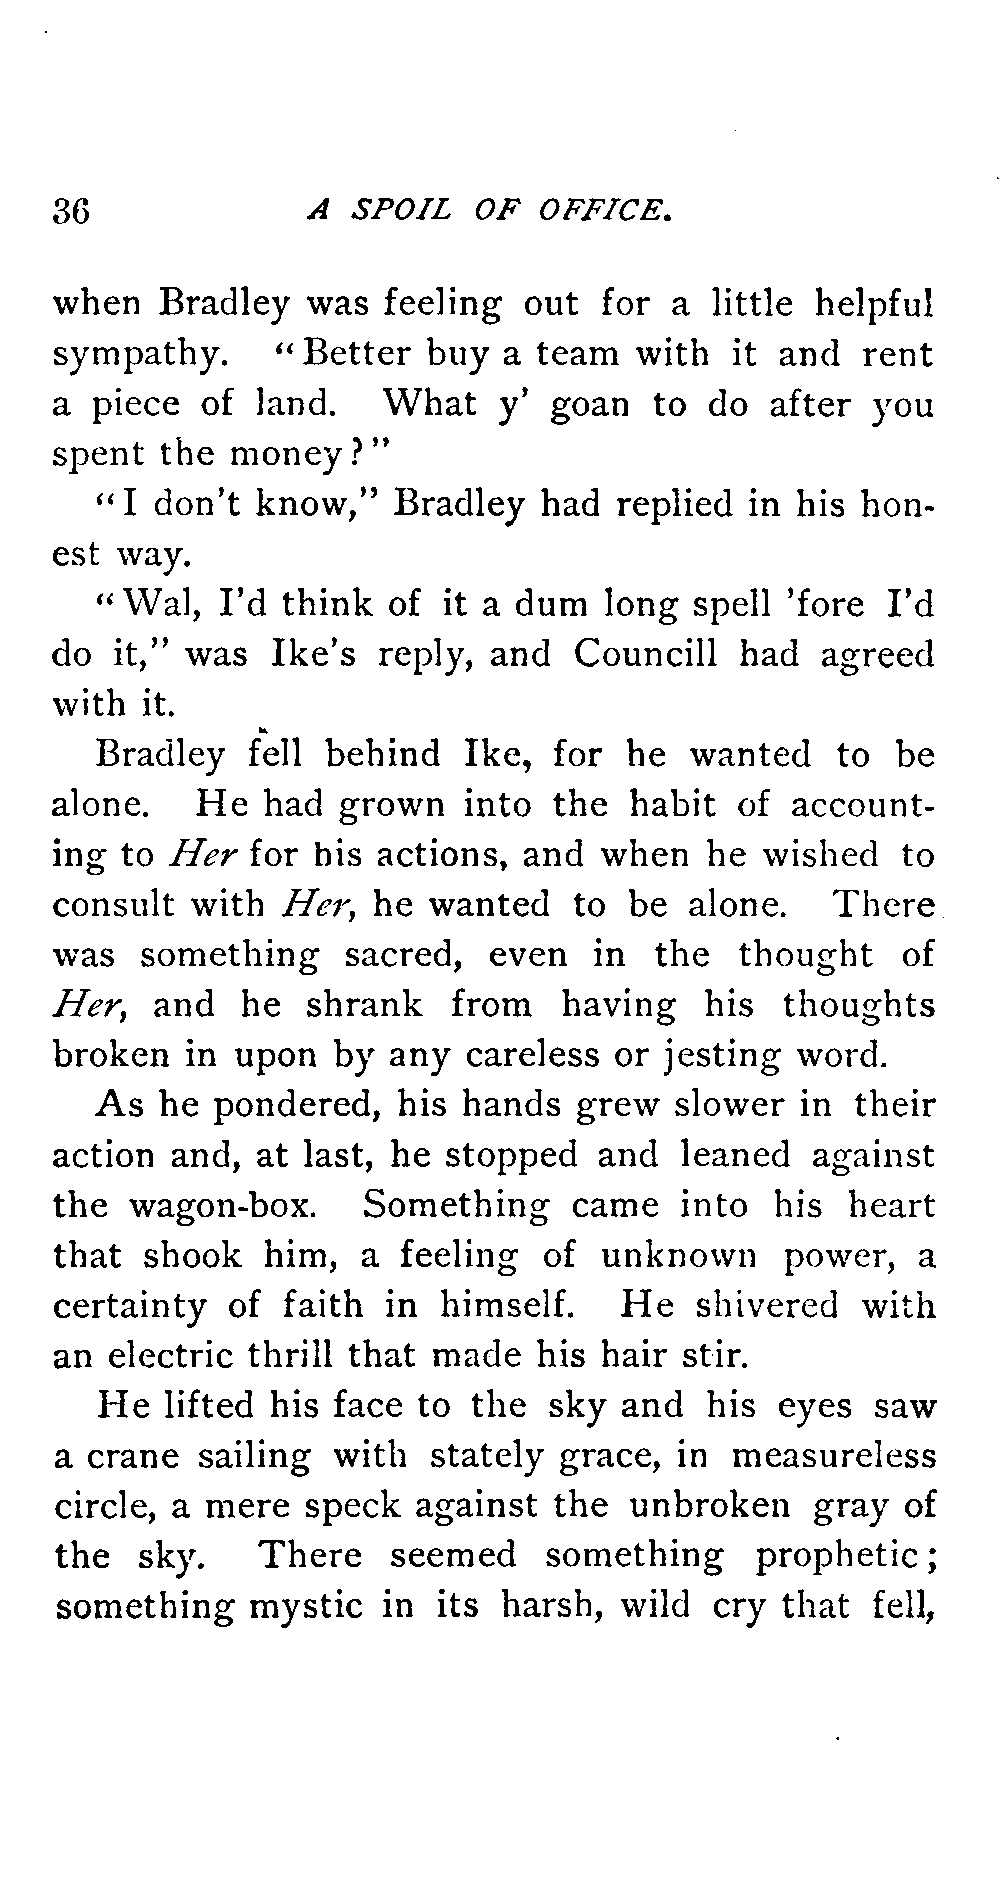 36 A SPOIL OF OFFICE.
when Bradley was feeling out for a little helpful
sympathy. "Better buy a team with it and rent
a piece of land. What y' goan to do after you
spent the money?"
"I don't know," Bradley had replied in his hon-
est way.
"Wal, I'd think of it a dum long spell 'fore I'd
do it," was Ike's reply, and Councill had agreed
with it.
Bradley fell behind Ike, for he wanted to be
alone. He had grown into the habit of account-
ing to Her for his actions, and when he wished to
consult with Her, he wanted to be alone. There
was something sacred, even in the thought of
Her, and he shrank from having his thoughts
broken in upon by any careless or jesting word.
As he pondered, his hands grew slower in their
action and, at last, he stopped and leaned against
the wagon-box. Something came into his heart
that shook him, a feeling of unknown power, a
certainty of faith in himself. He shivered with
an electric thrill that made his hair stir.
He lifted his face to the sky and his eyes saw
a crane sailing with stately grace, in measureless
circle, a mere speck against the unbroken gray of
the sky. There seemed something prophetic;
something mystic in its harsh, wild cry that fell,